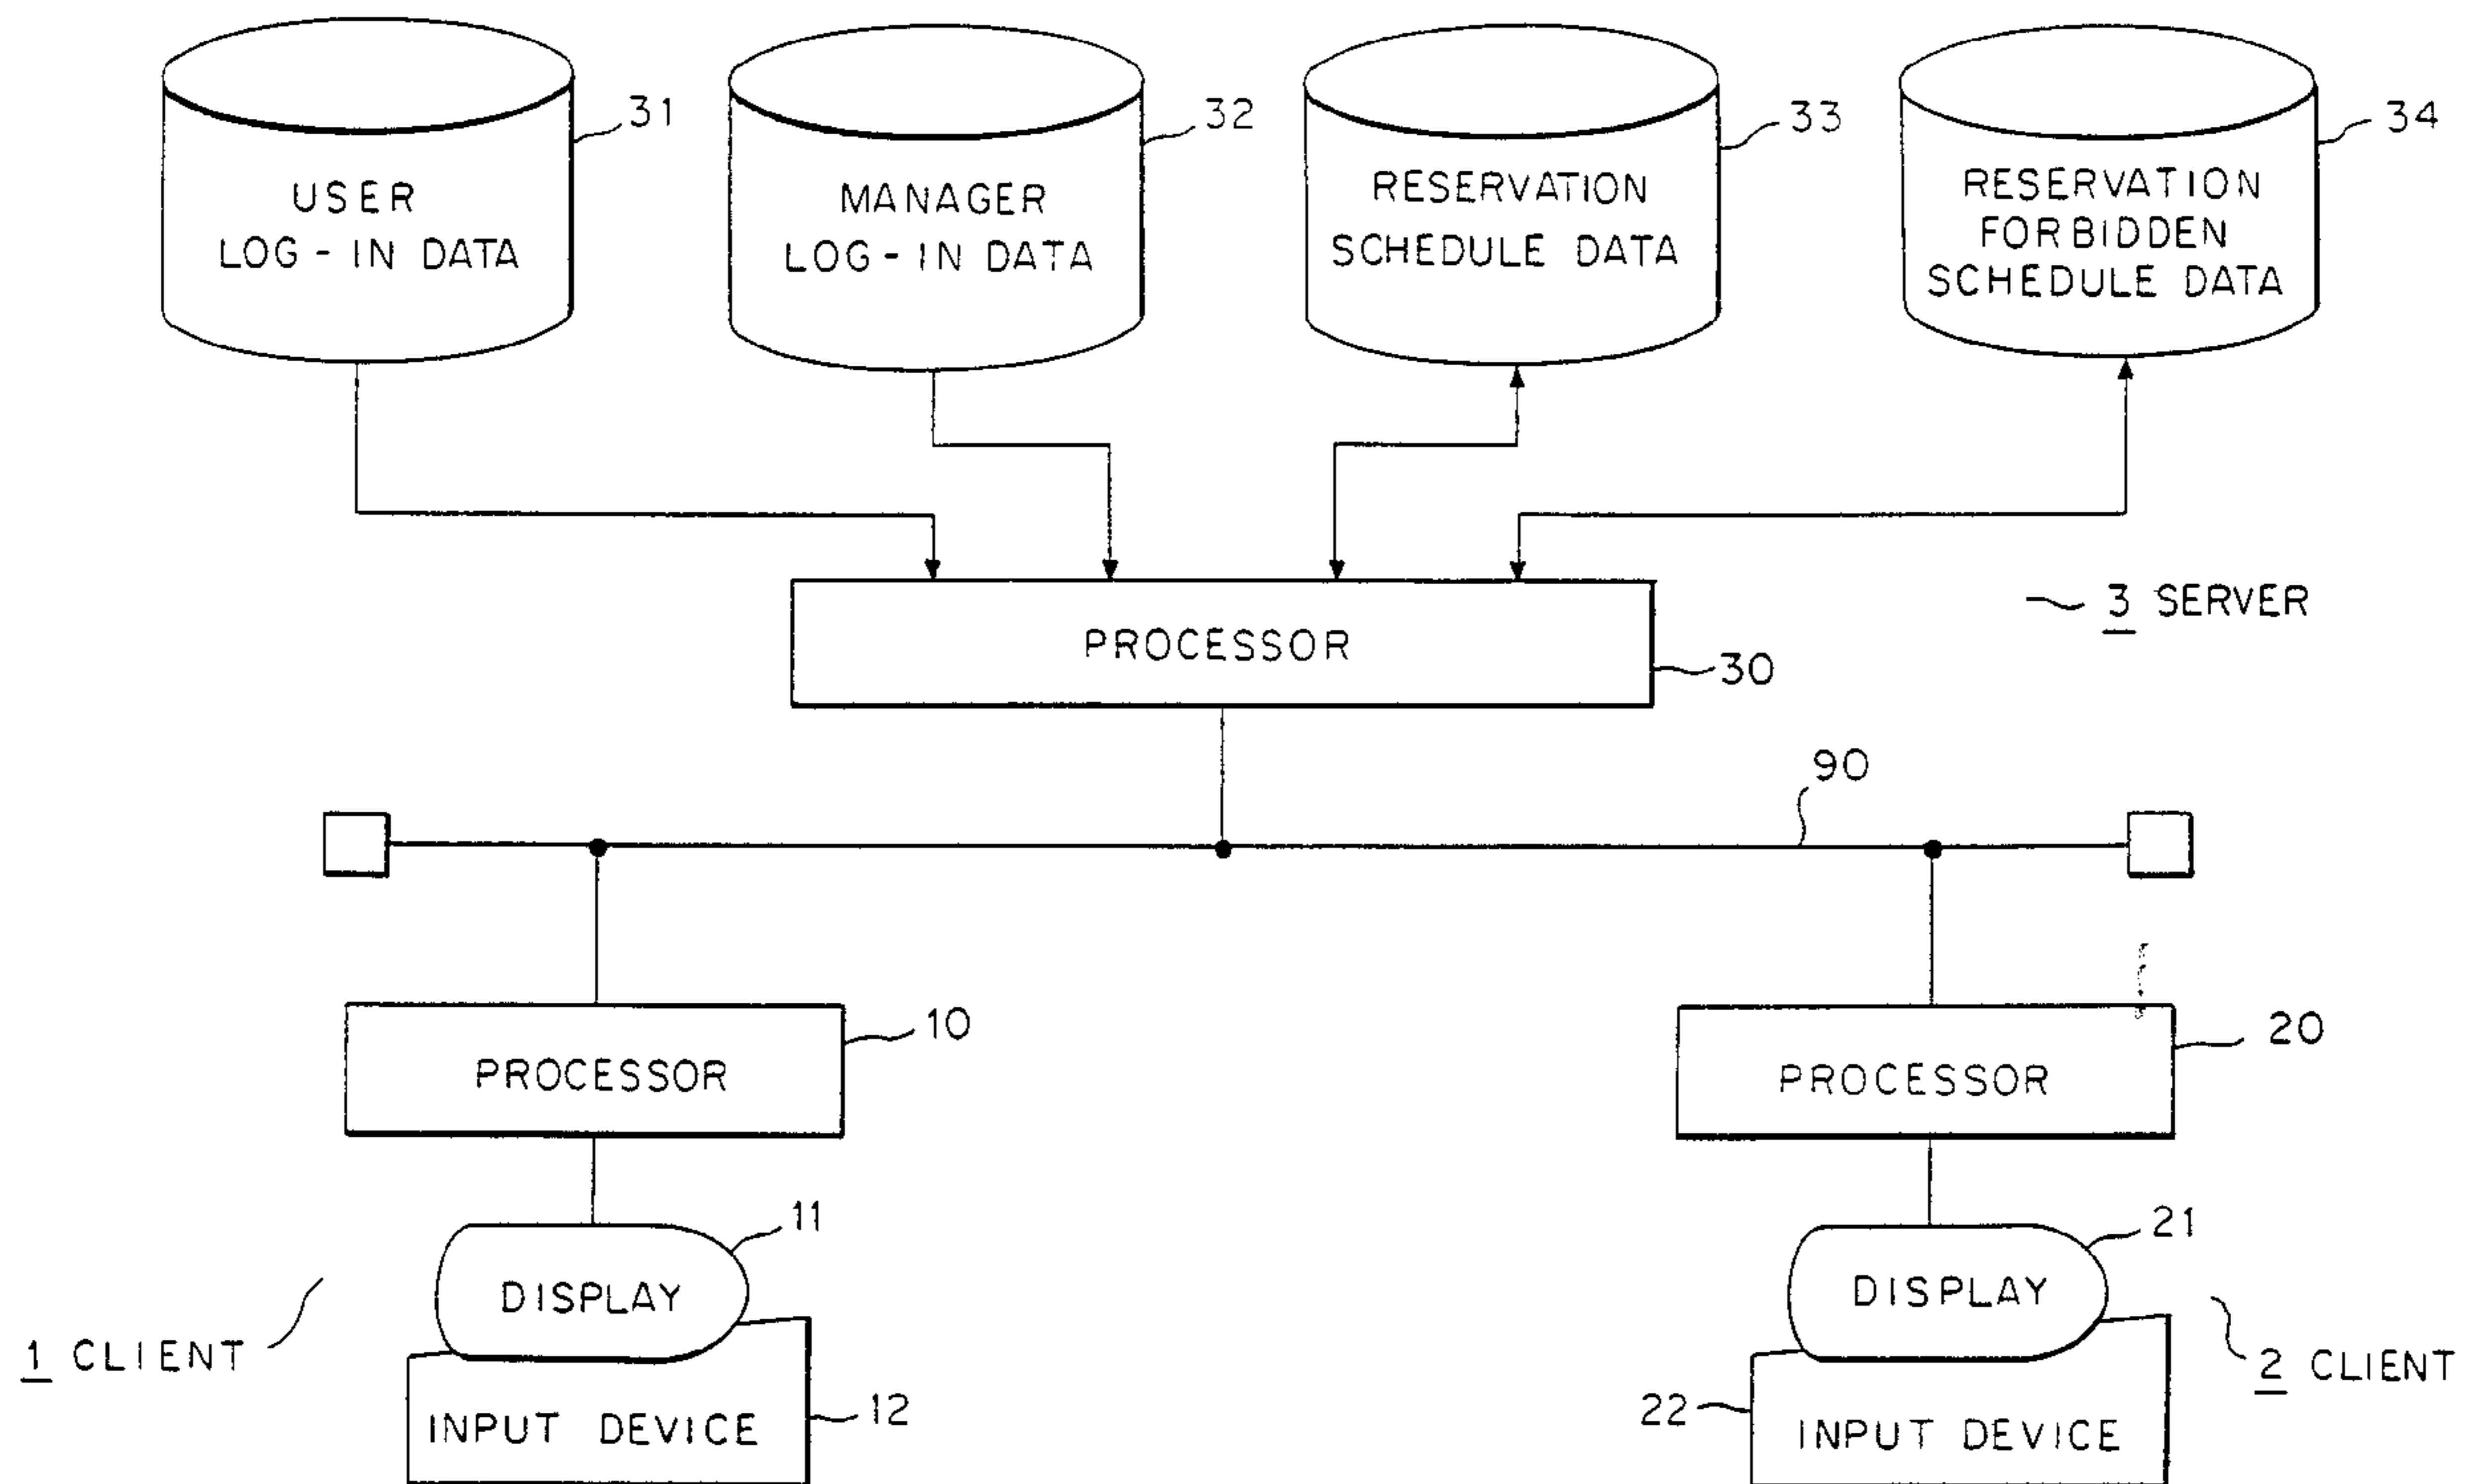 31
32
33
34
USER
LOG-IN DATA
MANAGER
LOG-IN DATA
RESERVATION
SCHEDULE DATA
RESERVATION
FORBIDDEN
SCHEDULE DATA
3 SERVER
PROCESSOR
30
90
10
PROCESSOR
20
PROCESSOR
11
DISPLAY
1 CLIENT
12
INPUT DEVICE
21
DISPLAY
2 CLIENT
22
INPUT DEVICE